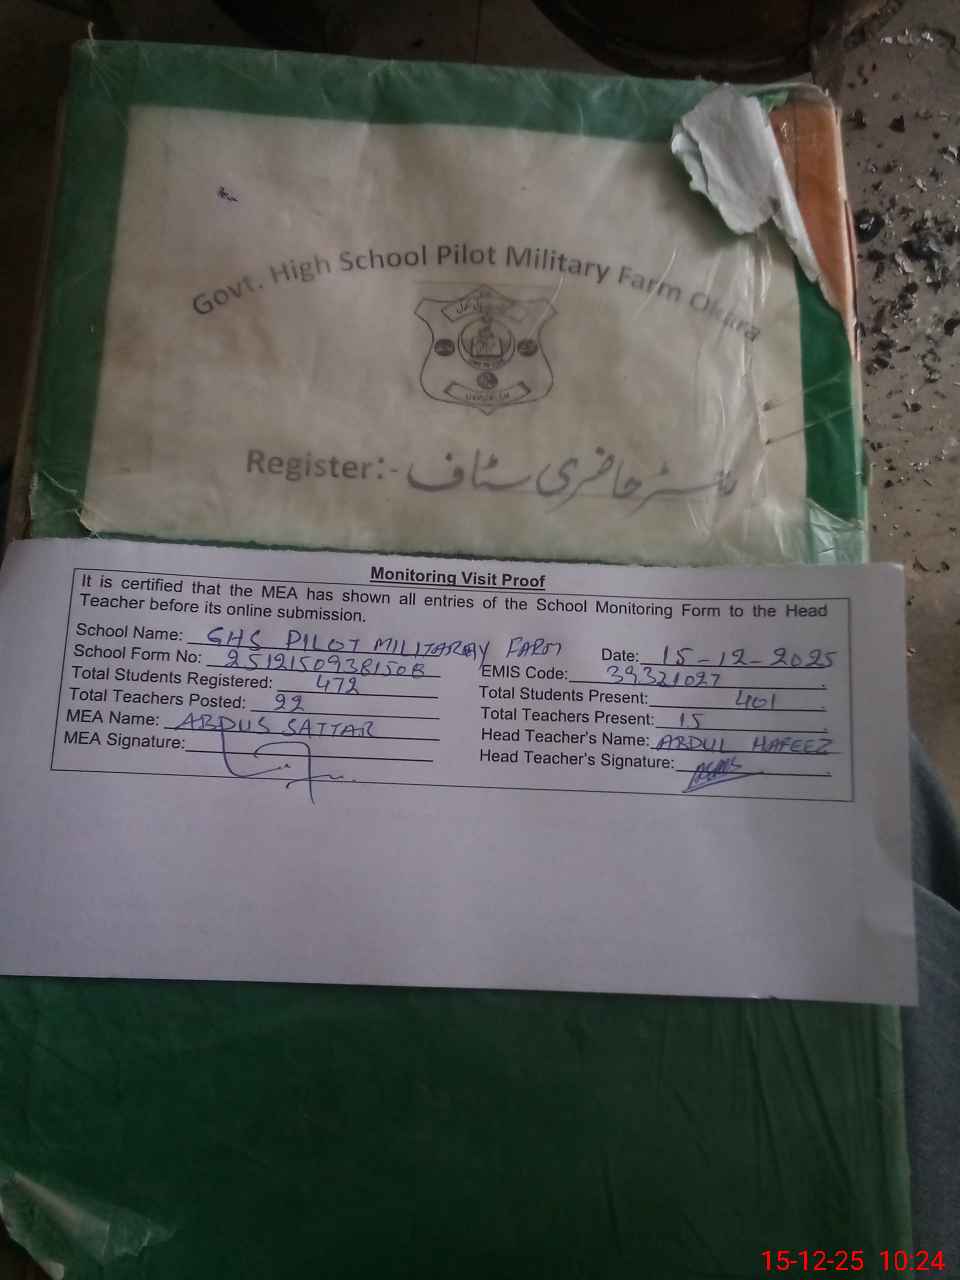 Govt. High School Pilot Military Farm Okara
Register:- رجسٹر حاضری سٹاف
Monitoring Visit Proof
It is certified that the MEA has shown all entries of the School Monitoring Form to the Head
Teacher before its online submission.
School Name: GHS PILOT MILITARAY FARM
Date: 15-12-2025
School Form No:
EMIS Code: 39321027
Total Students Registered: 472
Total Students Present: 401
Total Teachers Posted: 22
Total Teachers Present: 15
MEA Name: ABDUS SATTAR
Head Teacher's Name: ABDUL HAFEEZ
MEA Signature:
Head Teacher's Signature:
15-12-25 10:24